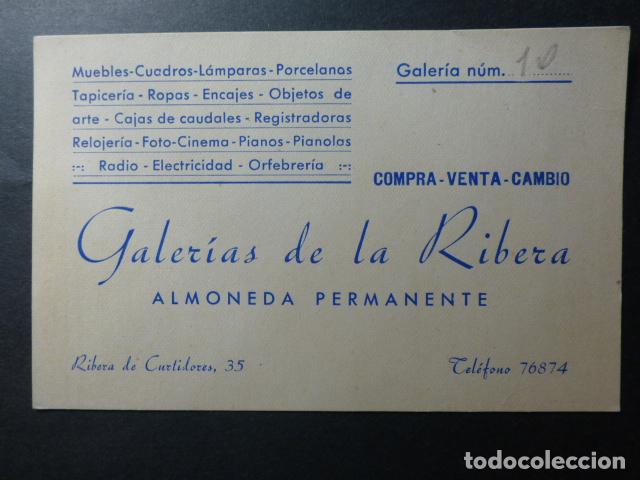 Muebles-Cuadros-Lámparas-Porcelanas
Tapicería - Ropas - Encajes - Objetos de
arte - Cajas de caudales - Registradoras
Relojería-Foto-Cinema-Pianos-Pianolas
:-: Radio - Electricidad - Orfebrería :-:
Galería núm. 10
COMPRA-VENTA-CAMBIO
Galerías de la Ribera
ALMONEDA PERMANENTE
Ribera de Curtidores, 35
Teléfono 76874
todocoleccion.net